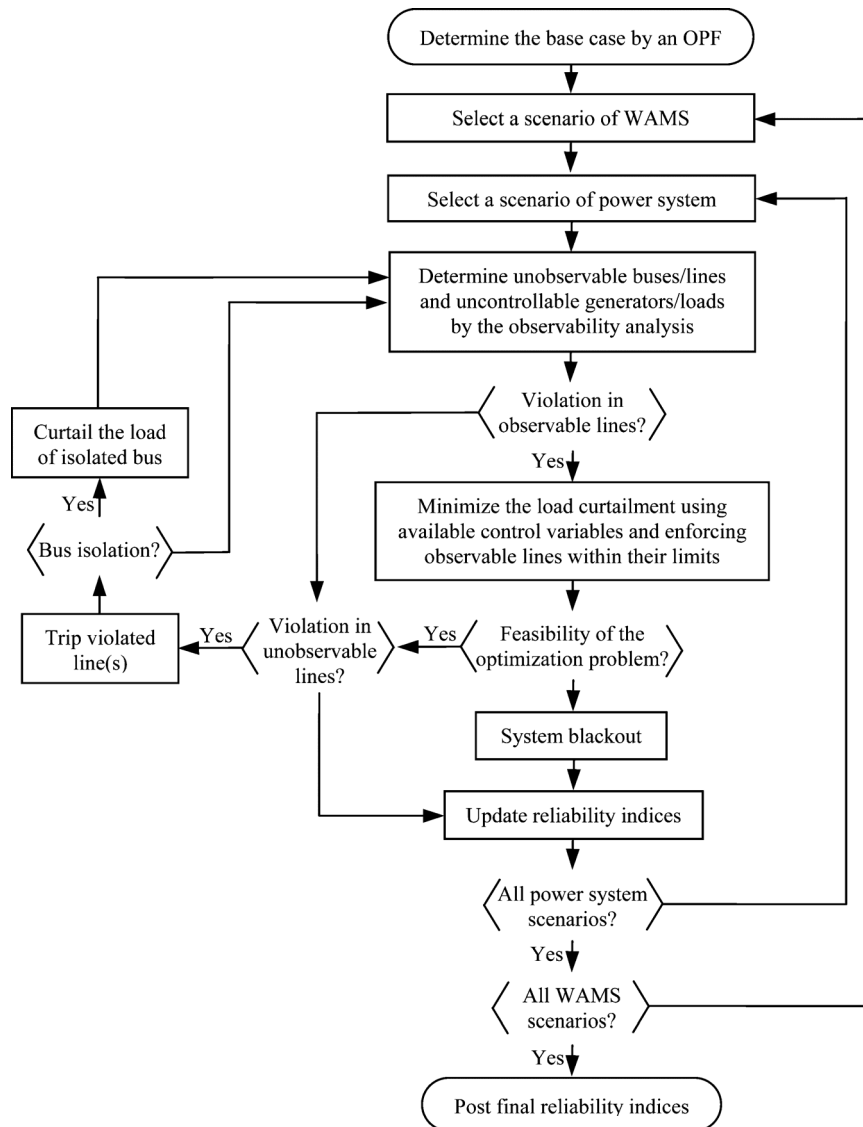 Determine the base case by an OPF
Select a scenario of WAMS
Select a scenario of power system
Determine unobservable buses/lines
and uncontrollable generators/loads
by the observability analysis
Violation in
observable lines?
Yes
Curtail the load
of isolated bus
Yes
Minimize the load curtailment using
available control variables and enforcing
observable lines within their limits
Bus isolation?
Trip violated
line(s)
Yes
Violation in
unobservable
lines?
Yes
Feasibility of the
optimization problem?
System blackout
Update reliability indices
All power system
scenarios?
Yes
All WAMS
scenarios?
Yes
Post final reliability indices